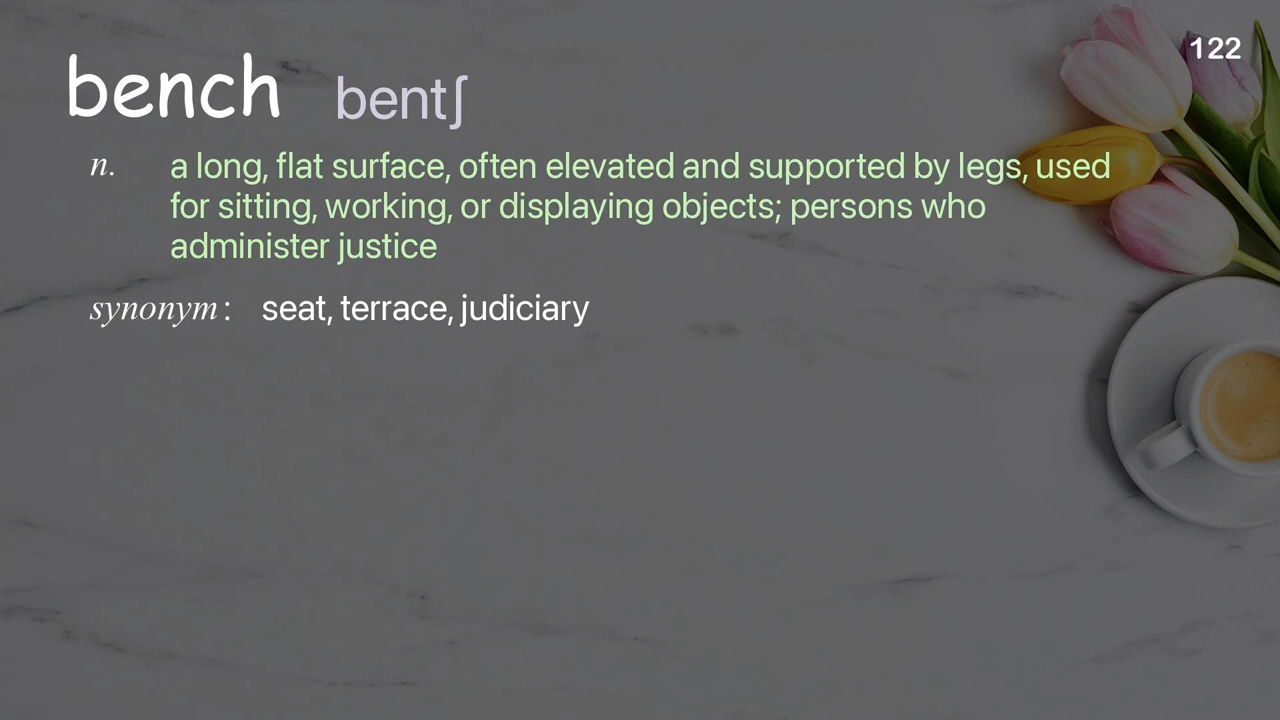 122
bench bentʃ
n. a long, flat surface, often elevated and supported by legs, used
for sitting, working, or displaying objects; persons who
administer justice
synonym: seat, terrace, judiciary